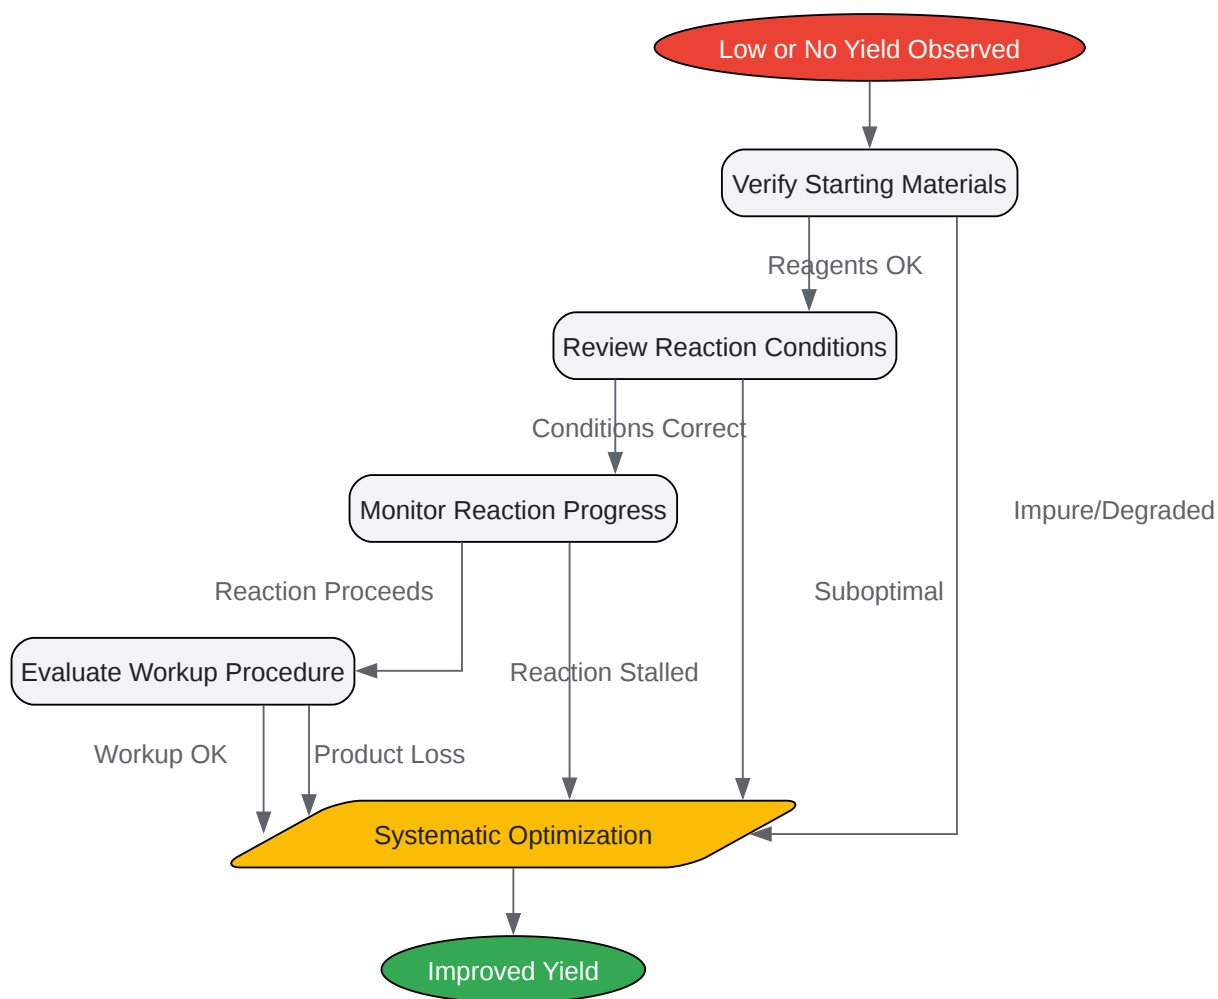 Low or No Yield Observed
Verify Starting Materials
Reagents OK
Review Reaction Conditions
Conditions Correct
Monitor Reaction Progress
Impure/Degraded
Reaction Proceeds
Suboptimal
Evaluate Workup Procedure
Reaction Stalled
Workup OK
Product Loss
Systematic Optimization
Improved Yield